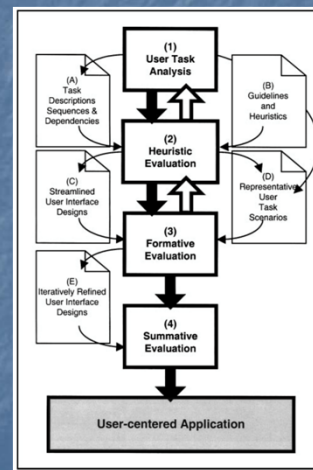 (1)
User Task
Analysis
(A)
Task
Descriptions
Sequences &
Dependencies
(B)
Guidelines
and
Heuristics
(2)
Heuristic
Evaluation
(C)
Streamlined
User Interface
Designs
(D)
Representative
User
Task
Scenarios
(3)
Formative
Evaluation
(E)
Iteratively Refined
User Interface
Designs
(4)
Summative
Evaluation
User-centered Application